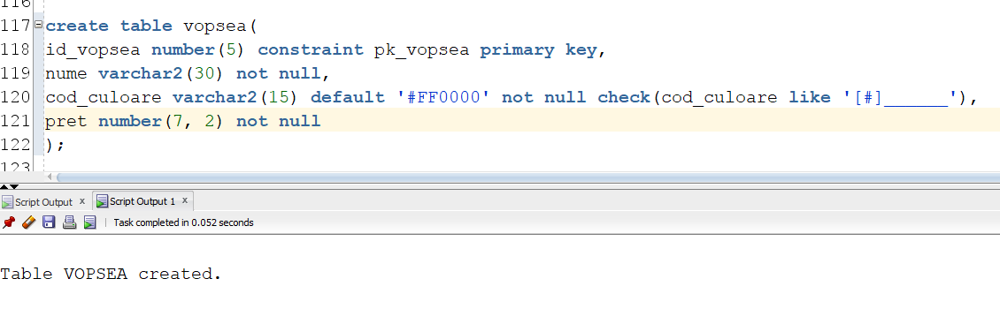 116
117 create table vopsea(
118 id_vopsea number(5) constraint pk_vopsea primary key,
119 nume varchar2(30) not null,
120 cod_culoare varchar2(15) default '#FF0000' not null check(cod_culoare like '[#]______'),
121 pret number(7, 2) not null
122 );
123
Script Output x Script Output 1 x
Task completed in 0.052 seconds
Table VOPSEA created.